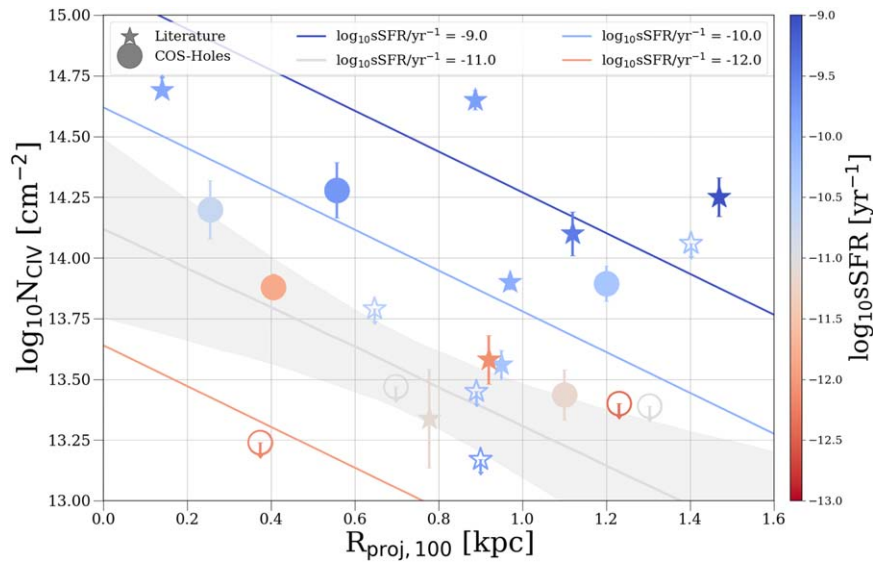 Literature
COS-Holes
log₁₀sSFR/yr⁻¹ = -9.0
log₁₀sSFR/yr⁻¹ = -11.0
log₁₀sSFR/yr⁻¹ = -10.0
log₁₀sSFR/yr⁻¹ = -12.0
15.00
14.75
14.50
14.25
14.00
13.75
13.50
13.25
13.00
log₁₀N_CIV [cm⁻²]
0.0 0.2 0.4 0.6 0.8 1.0 1.2 1.4 1.6
R_proj, 100 [kpc]
−9.0
−9.5
−10.0
−10.5
−11.0
−11.5
−12.0
−12.5
−13.0
log₁₀sSFR [yr⁻¹]